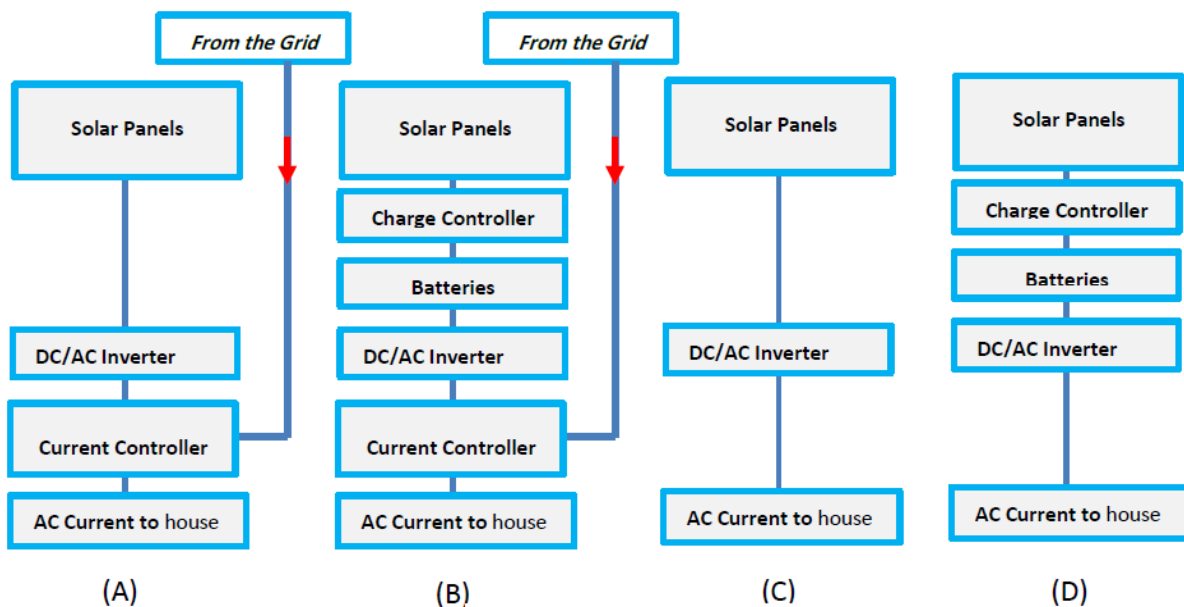 From the Grid
Solar Panels
DC/AC Inverter
Current Controller
AC Current to house
(A)
From the Grid
Solar Panels
Charge Controller
Batteries
DC/AC Inverter
Current Controller
AC Current to house
(B)
Solar Panels
DC/AC Inverter
AC Current to house
(C)
Solar Panels
Charge Controller
Batteries
DC/AC Inverter
AC Current to house
(D)